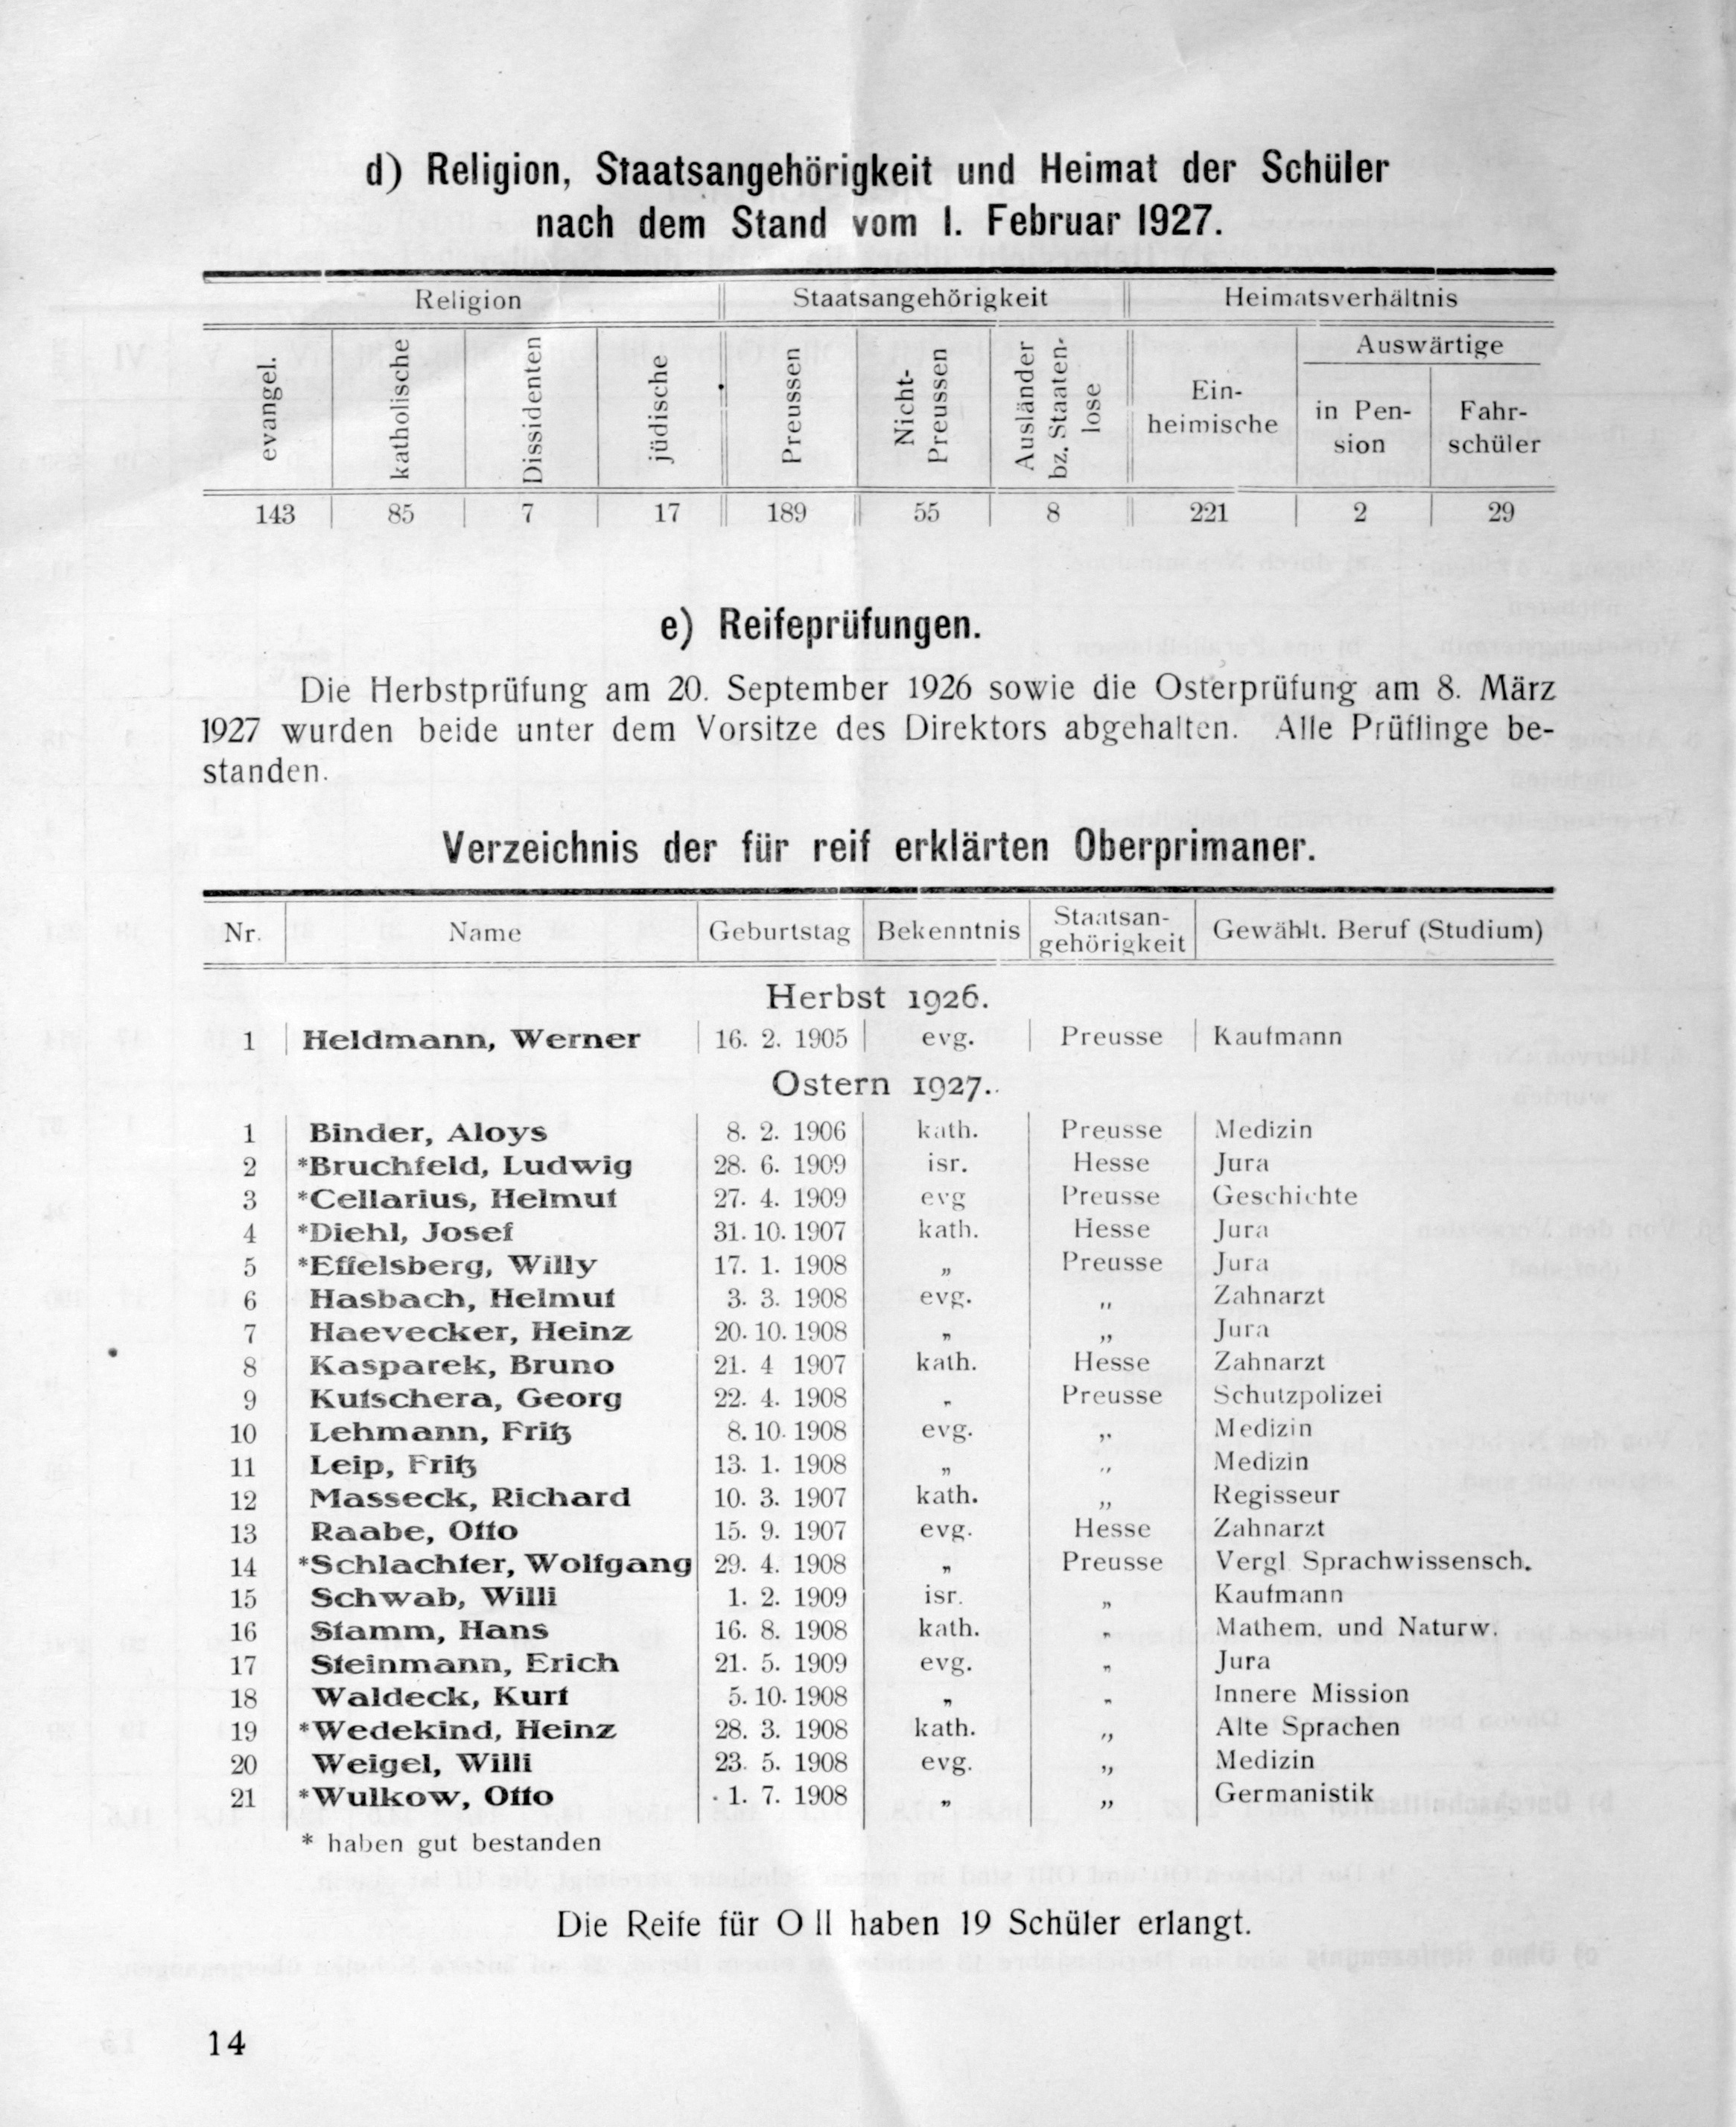 d) Religion, Staatsangehörigkeit und Heimat der Schüler
nach dem Stand vom 1. Februar 1927.
Religion Staatsangehörigkeit Heimatsverhältnis
evangel. katholische Dissidenten jüdische Preussen Nicht-Preussen Ausländer bz. Staaten-lose Ein-heimische Auswärtige in Pen-sion Fahr-schüler
143 85 7 17 189 55 8 221 2 29
e) Reifeprüfungen.
Die Herbstprüfung am 20. September 1926 sowie die Osterprüfung am 8. März
1927 wurden beide unter dem Vorsitze des Direktors abgehalten. Alle Prüflinge be-
standen.
Verzeichnis der für reif erklärten Oberprimaner.
Nr. Name Geburtstag Bekenntnis Staatsan-gehörigkeit Gewählt. Beruf (Studium)
Herbst 1926.
1 Heldmann, Werner 16. 2. 1905 evg. Preusse Kaufmann
Ostern 1927.
1 Binder, Aloys 8. 2. 1906 kath. Preusse Medizin
2 *Bruchfeld, Ludwig 28. 6. 1909 isr. Hesse Jura
3 *Cellarius, Helmut 27. 4. 1909 evg Preusse Geschichte
4 *Diehl, Josef 31. 10. 1907 kath. Hesse Jura
5 *Effelsberg, Willy 17. 1. 1908 „ Preusse Jura
6 Hasbach, Helmut 3. 3. 1908 evg. „ Zahnarzt
7 Haevecker, Heinz 20. 10. 1908 „ „ Jura
8 Kasparek, Bruno 21. 4 1907 kath. Hesse Zahnarzt
9 Kutschera, Georg 22. 4. 1908 „ Preusse Schutzpolizei
10 Lehmann, Fritz 8. 10. 1908 evg. „ Medizin
11 Leip, Fritz 13. 1. 1908 „ „ Medizin
12 Masseck, Richard 10. 3. 1907 kath. „ Regisseur
13 Raabe, Otto 15. 9. 1907 evg. Hesse Zahnarzt
14 *Schlachter, Wolfgang 29. 4. 1908 „ Preusse Vergl. Sprachwissensch.
15 Schwab, Willi 1. 2. 1909 isr. „ Kaufmann
16 Stamm, Hans 16. 8. 1908 kath. „ Mathem. und Naturw.
17 Steinmann, Erich 21. 5. 1909 evg. „ Jura
18 Waldeck, Kurt 5. 10. 1908 „ „ Innere Mission
19 *Wedekind, Heinz 28. 3. 1908 kath. „ Alte Sprachen
20 Weigel, Willi 23. 5. 1908 evg. „ Medizin
21 *Wulkow, Otto 1. 7. 1908 „ „ Germanistik
* haben gut bestanden
Die Reife für O II haben 19 Schüler erlangt.
14